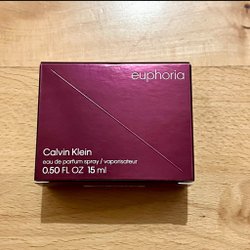 euphoria
Calvin Klein
eau de parfum spray / vaporisateur
0.50 FL OZ 15 ml